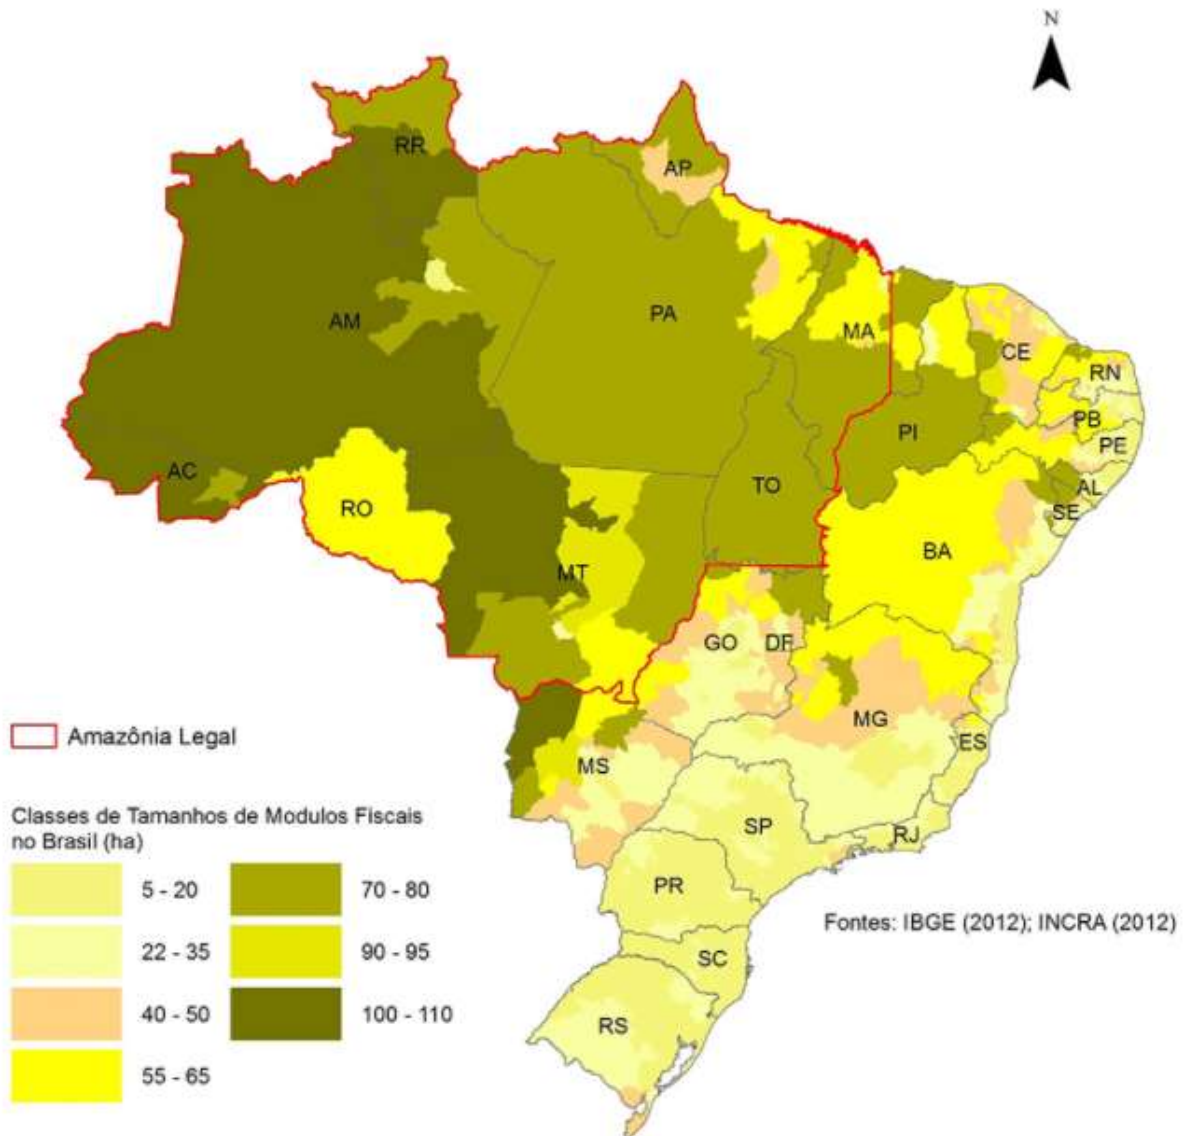 N
RR
AP
AM
PA
MA
CE
RN
PB
PI
PE
AC
TO
AL
RO
SE
BA
MT
GO
DF
MG
Amazônia Legal
ES
MS
Classes de Tamanhos de Modulos Fiscais
no Brasil (ha)
SP
RJ
5 - 20
70 - 80
PR
Fontes: IBGE (2012); INCRA (2012)
22 - 35
90 - 95
SC
40 - 50
100 - 110
RS
55 - 65